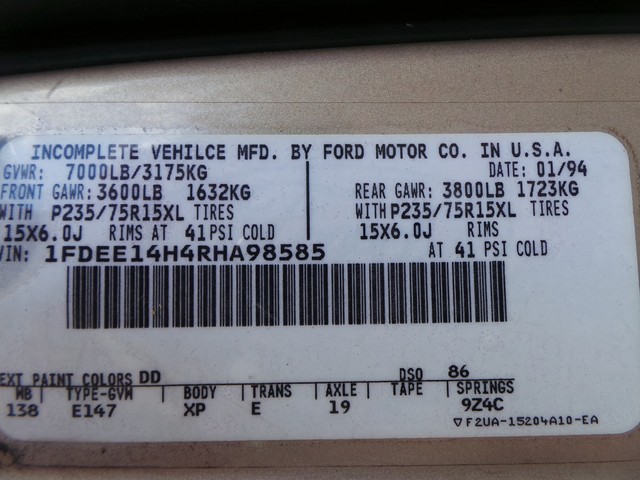 INCOMPLETE VEHILCE MFD. BY FORD MOTOR CO. IN U.S.A.
GVWR: 7000LB/3175KG DATE: 01/94
FRONT GAWR: 3600LB 1632KG REAR GAWR: 3800LB 1723KG
WITH P235/75R15XL TIRES WITH P235/75R15XL TIRES
15X6.0J RIMS AT 41 PSI COLD 15X6.0J RIMS
VIN: 1FDEE14H4RHA98585 AT 41 PSI COLD
EXT PAINT COLORS DD DSO 86
WB TYPE-GVW BODY TRANS AXLE TAPE SPRINGS
138 E147 XP E 19 9Z4C
▽F2UA-15204A10-EA